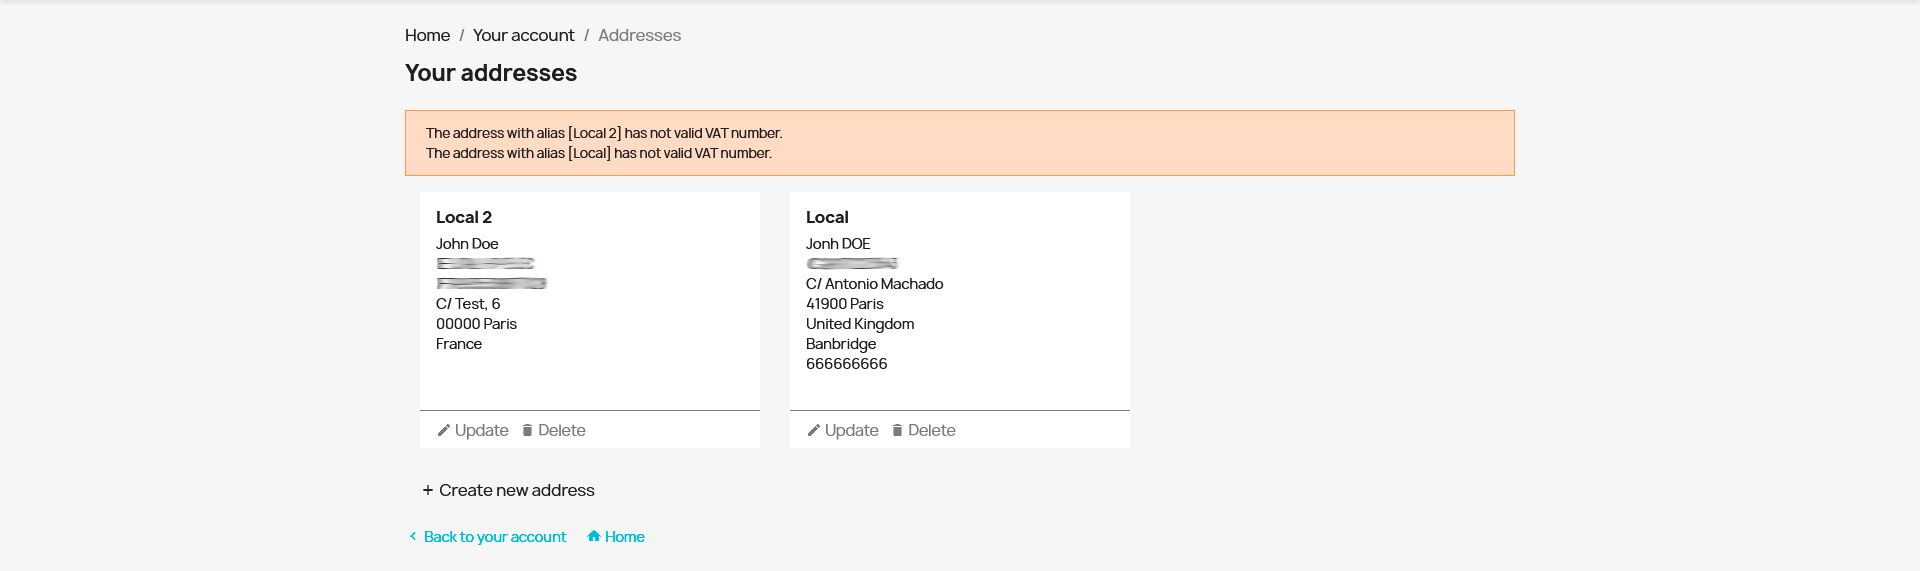 Home / Your account / Addresses
Your addresses
The address with alias [Local 2] has not valid VAT number.
The address with alias [Local] has not valid VAT number.
Local 2
John Doe
C/ Test, 6
00000 Paris
France
Update Delete
Local
Jonh DOE
C/ Antonio Machado
41900 Paris
United Kingdom
Banbridge
666666666
Update Delete
+ Create new address
Back to your account Home